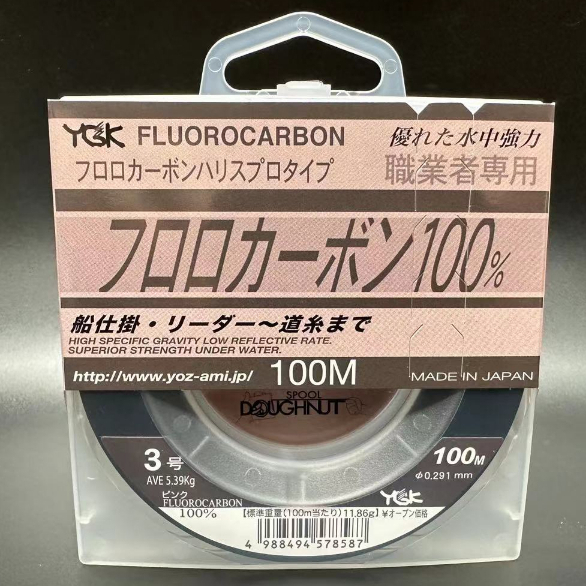 YGK FLUOROCARBON
優れた水中強力
フロロカーボンハリスプロタイプ
職業者専用
フロロカーボン100%
船仕掛・リーダー〜道糸まで
HIGH SPECIFIC GRAVITY LOW REFLECTIVE RATE.
SUPERIOR STRENGTH UNDER WATER.
http://www.yoz-ami.jp/ 100M
MADE IN JAPAN
SPOOL
DOUGHNUT
3号
AVE 5.39Kg
ピンク
FLUOROCARBON
100%
100M
φ0.291 mm
YGK
【標準重量(100m当たり)11.86g】¥オープン価格
4 988494 578587